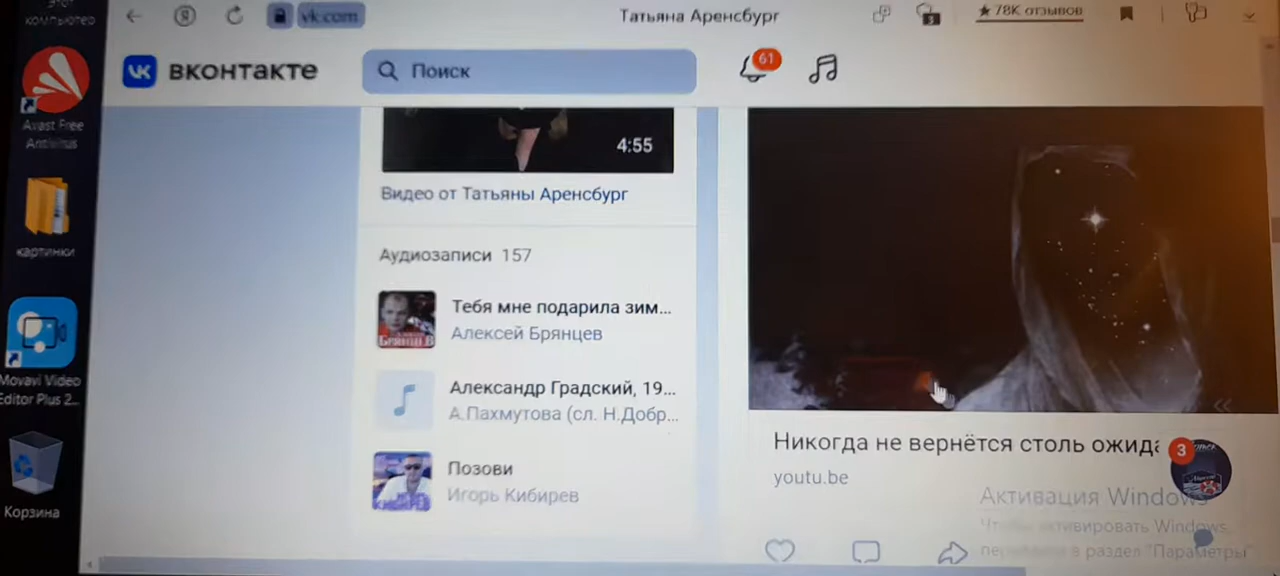 этот
компьютер
Avast Free
Antivirus
картинки
Movavi Video
Editor Plus 2...
Корзина
Я
vk.com
Татьяна Аренсбург
★ 78K отзывов
VK
вконтакте
Поиск
61
4:55
Видео от Татьяны Аренсбург
Аудиозаписи 157
Тебя мне подарила зим...
Алексей Брянцев
Александр Градский, 19...
А.Пахмутова (сл. Н.Добр...
Позови
Игорь Кибирев
Никогда не вернётся столь ожида
3
youtu.be
Активация Windows
Чтобы активировать Windows,
в раздел "Параметры"